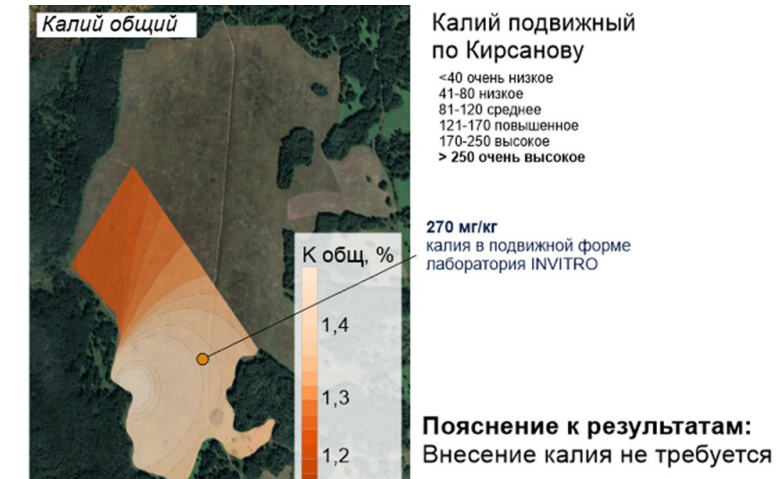 Калий общий
Калий подвижный
по Кирсанову
<40 очень низкое
41-80 низкое
81-120 среднее
121-170 повышенное
170-250 высокое
> 250 очень высокое
270 мг/кг
калия в подвижной форме
лаборатория INVITRO
К общ, %
1,4
1,3
1,2
Пояснение к результатам:
Внесение калия не требуется